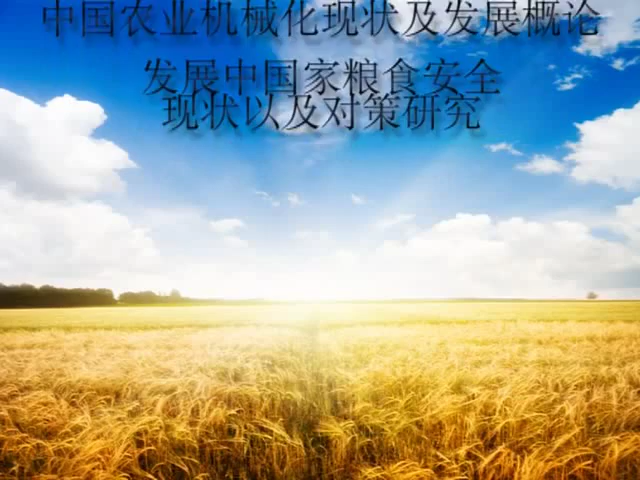 中国农业机械化现状及发展概论
发展中国家粮食安全
现状以及对策研究